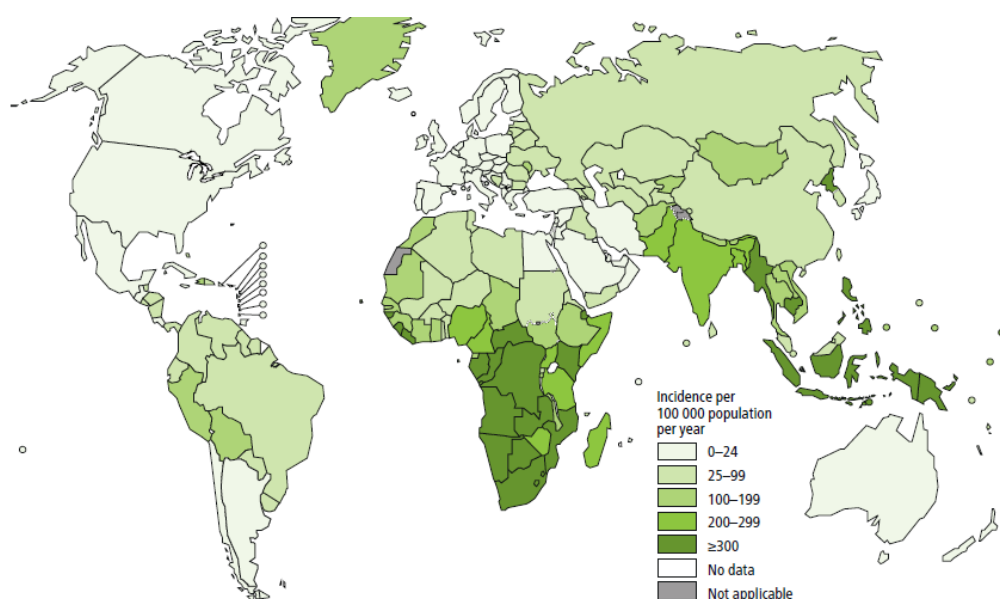 Incidence per
100 000 population
per year
0–24
25–99
100–199
200–299
≥300
No data
Not applicable